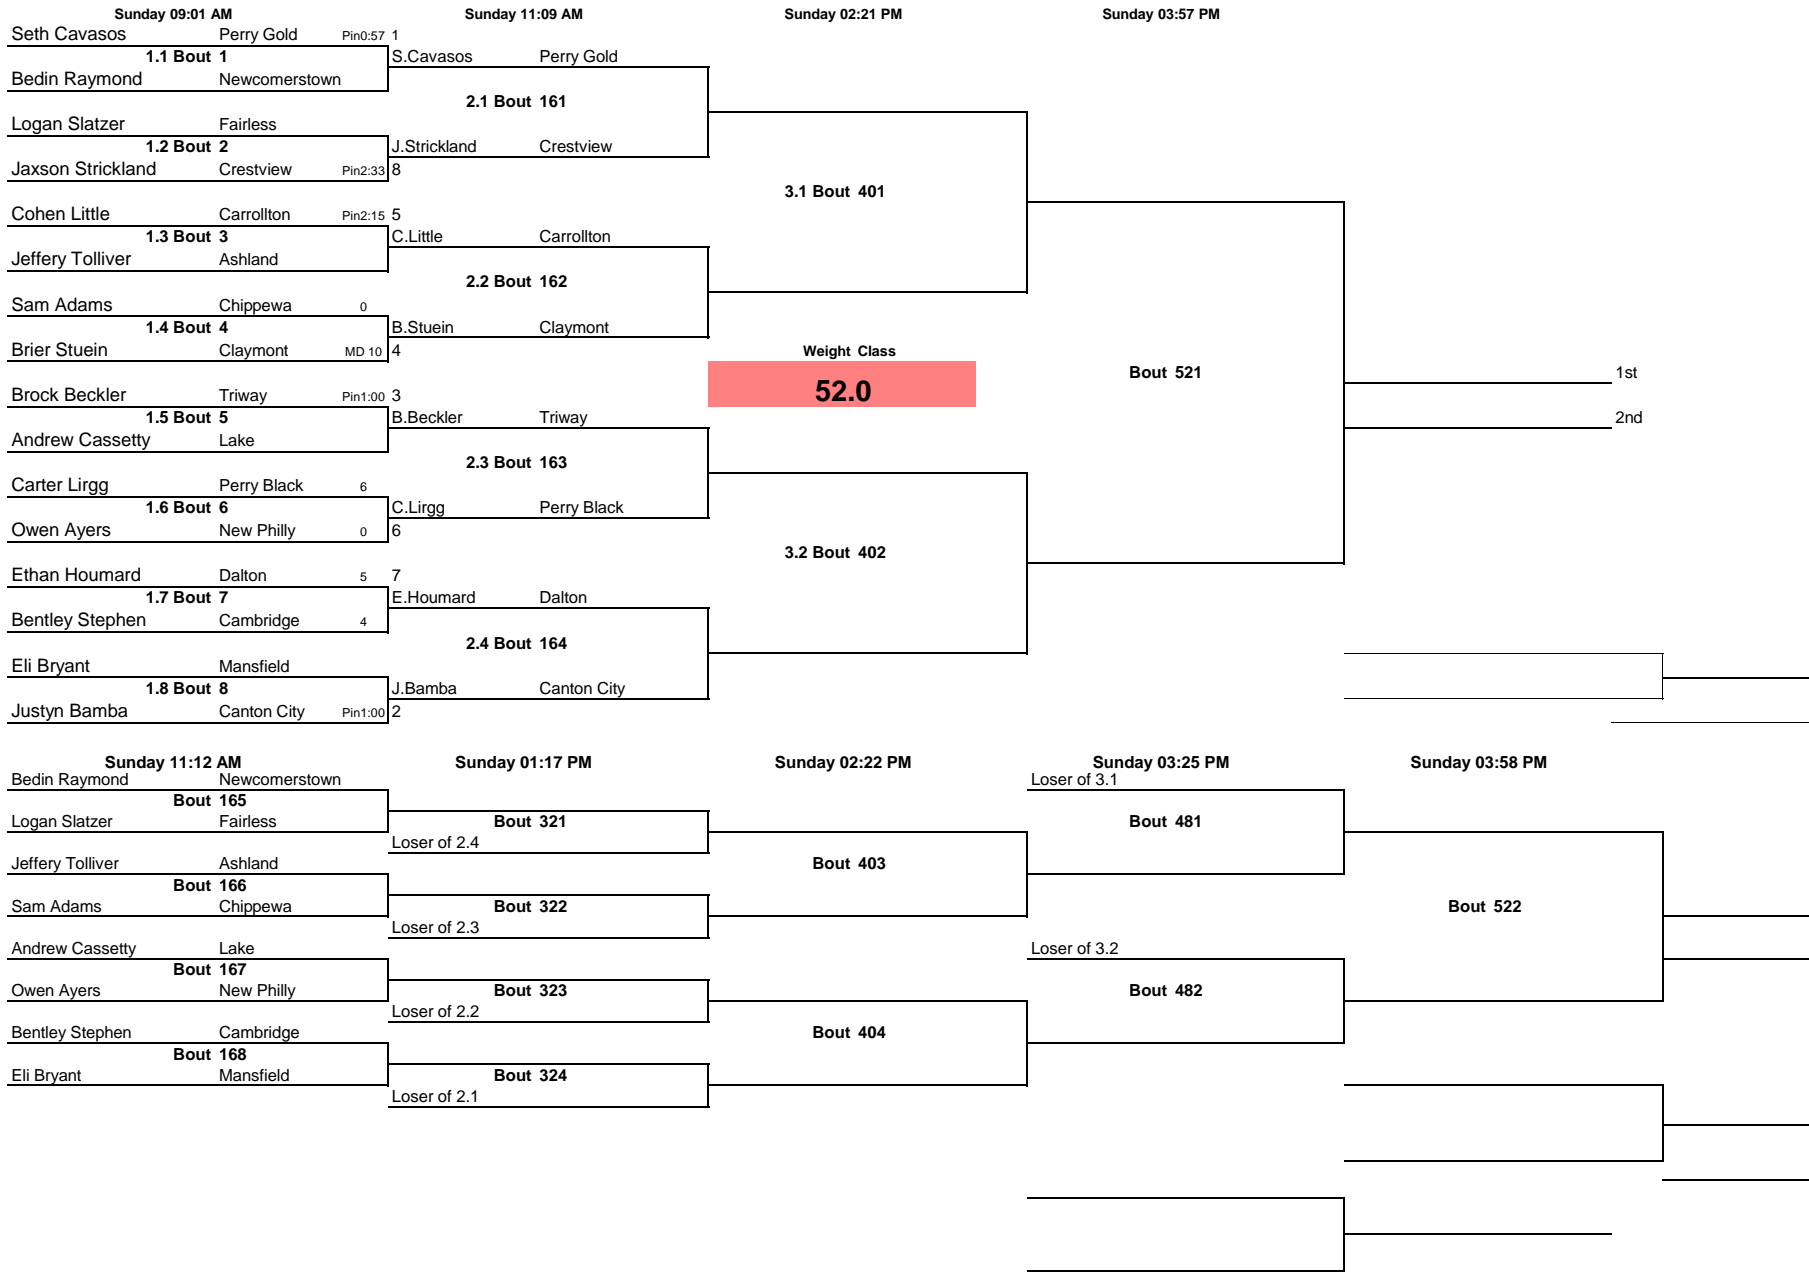 Sunday 09:01 AM Sunday 11:09 AM Sunday 02:21 PM Sunday 03:57 PM
Seth Cavasos Perry Gold Pin0:57 1
1.1 Bout 1 S.Cavasos Perry Gold
Bedin Raymond Newcomerstown
2.1 Bout 161
Logan Slatzer Fairless
1.2 Bout 2 J.Strickland Crestview
Jaxson Strickland Crestview Pin2:33 8
3.1 Bout 401
Cohen Little Carrollton Pin2:15 5
1.3 Bout 3 C.Little Carrollton
Jeffery Tolliver Ashland
2.2 Bout 162
Sam Adams Chippewa 0
1.4 Bout 4 B.Stuein Claymont
Brier Stuein Claymont MD 10 4 Weight Class
Bout 521 1st
Brock Beckler Triway Pin1:00 3 52.0
1.5 Bout 5 B.Beckler Triway 2nd
Andrew Cassetty Lake
2.3 Bout 163
Carter Lirgg Perry Black 6
1.6 Bout 6 C.Lirgg Perry Black
Owen Ayers New Philly 0 6
3.2 Bout 402
Ethan Houmard Dalton 5 7
1.7 Bout 7 E.Houmard Dalton
Bentley Stephen Cambridge 4
2.4 Bout 164
Eli Bryant Mansfield
1.8 Bout 8 J.Bamba Canton City
Justyn Bamba Canton City Pin1:00 2
Sunday 11:12 AM Sunday 01:17 PM Sunday 02:22 PM Sunday 03:25 PM Sunday 03:58 PM
Bedin Raymond Newcomerstown Loser of 3.1
Bout 165
Logan Slatzer Fairless Bout 321 Bout 481
Loser of 2.4
Jeffery Tolliver Ashland Bout 403
Bout 166
Sam Adams Chippewa Bout 322 Bout 522
Loser of 2.3
Andrew Cassetty Lake Loser of 3.2
Bout 167
Owen Ayers New Philly Bout 323 Bout 482
Loser of 2.2
Bentley Stephen Cambridge Bout 404
Bout 168
Eli Bryant Mansfield Bout 324
Loser of 2.1